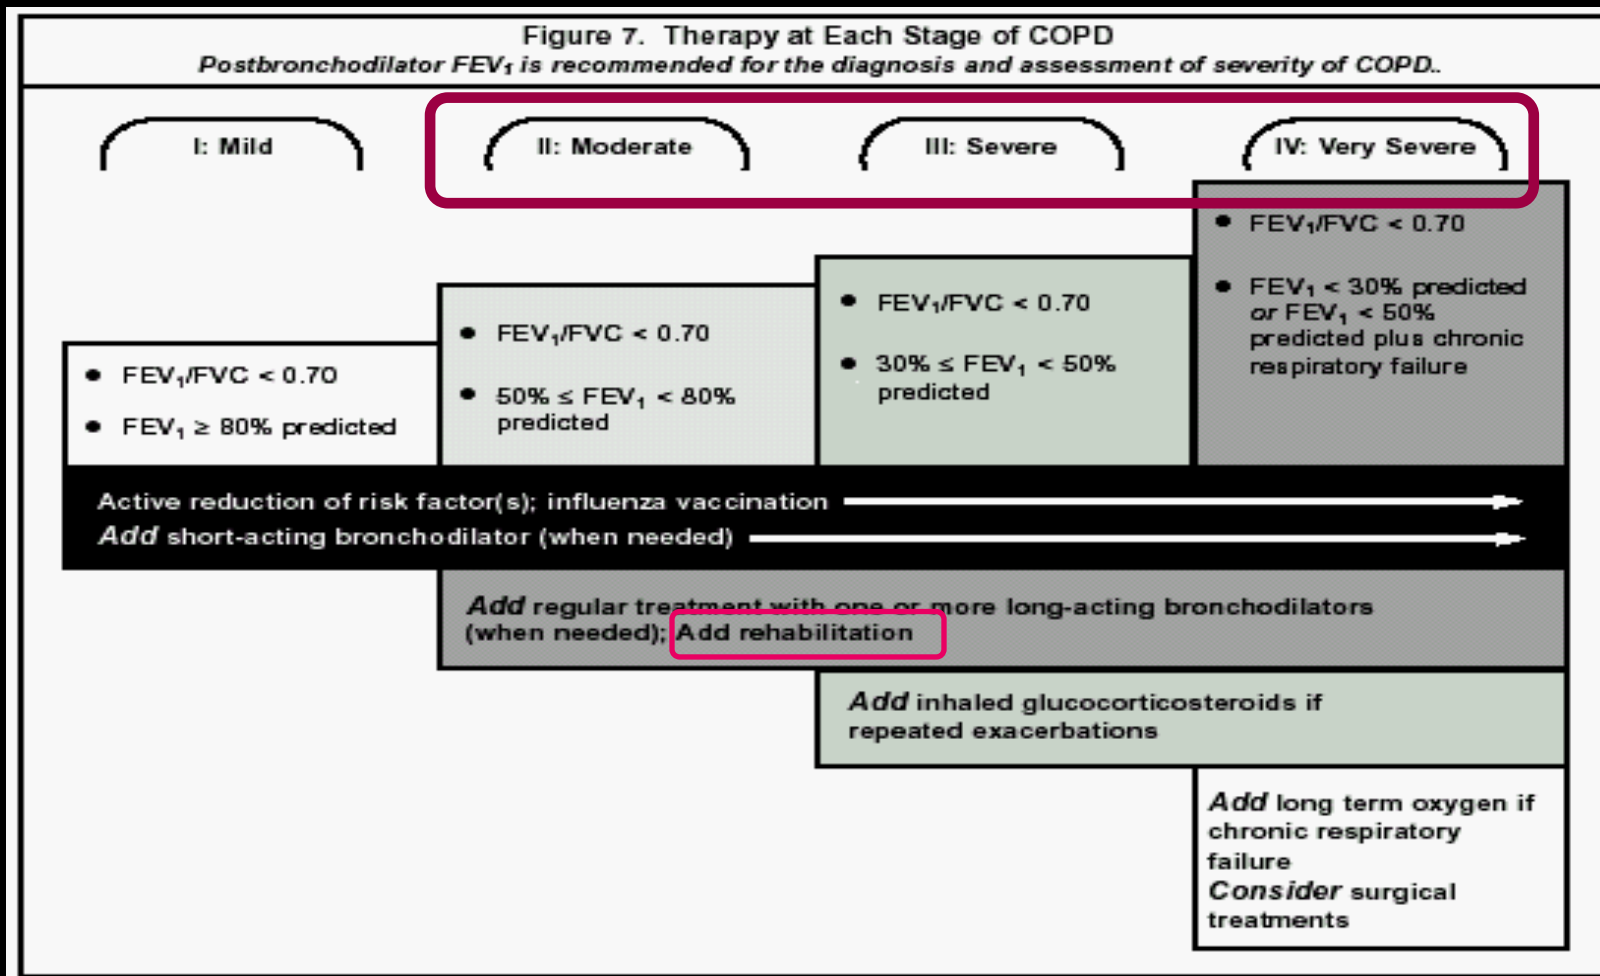 Figure 7. Therapy at Each Stage of COPD
Postbronchodilator FEV₁ is recommended for the diagnosis and assessment of severity of COPD..
I: Mild
II: Moderate
III: Severe
IV: Very Severe
• FEV₁/FVC < 0.70
• FEV₁ ≥ 80% predicted
• FEV₁/FVC < 0.70
• 50% ≤ FEV₁ < 80%
predicted
• FEV₁/FVC < 0.70
• 30% ≤ FEV₁ < 50%
predicted
• FEV₁/FVC < 0.70
• FEV₁ < 30% predicted
or FEV₁ < 50%
predicted plus chronic
respiratory failure
Active reduction of risk factor(s); influenza vaccination
Add short-acting bronchodilator (when needed)
Add regular treatment with one or more long-acting bronchodilators
(when needed); Add rehabilitation
Add inhaled glucocorticosteroids if
repeated exacerbations
Add long term oxygen if
chronic respiratory
failure
Consider surgical
treatments